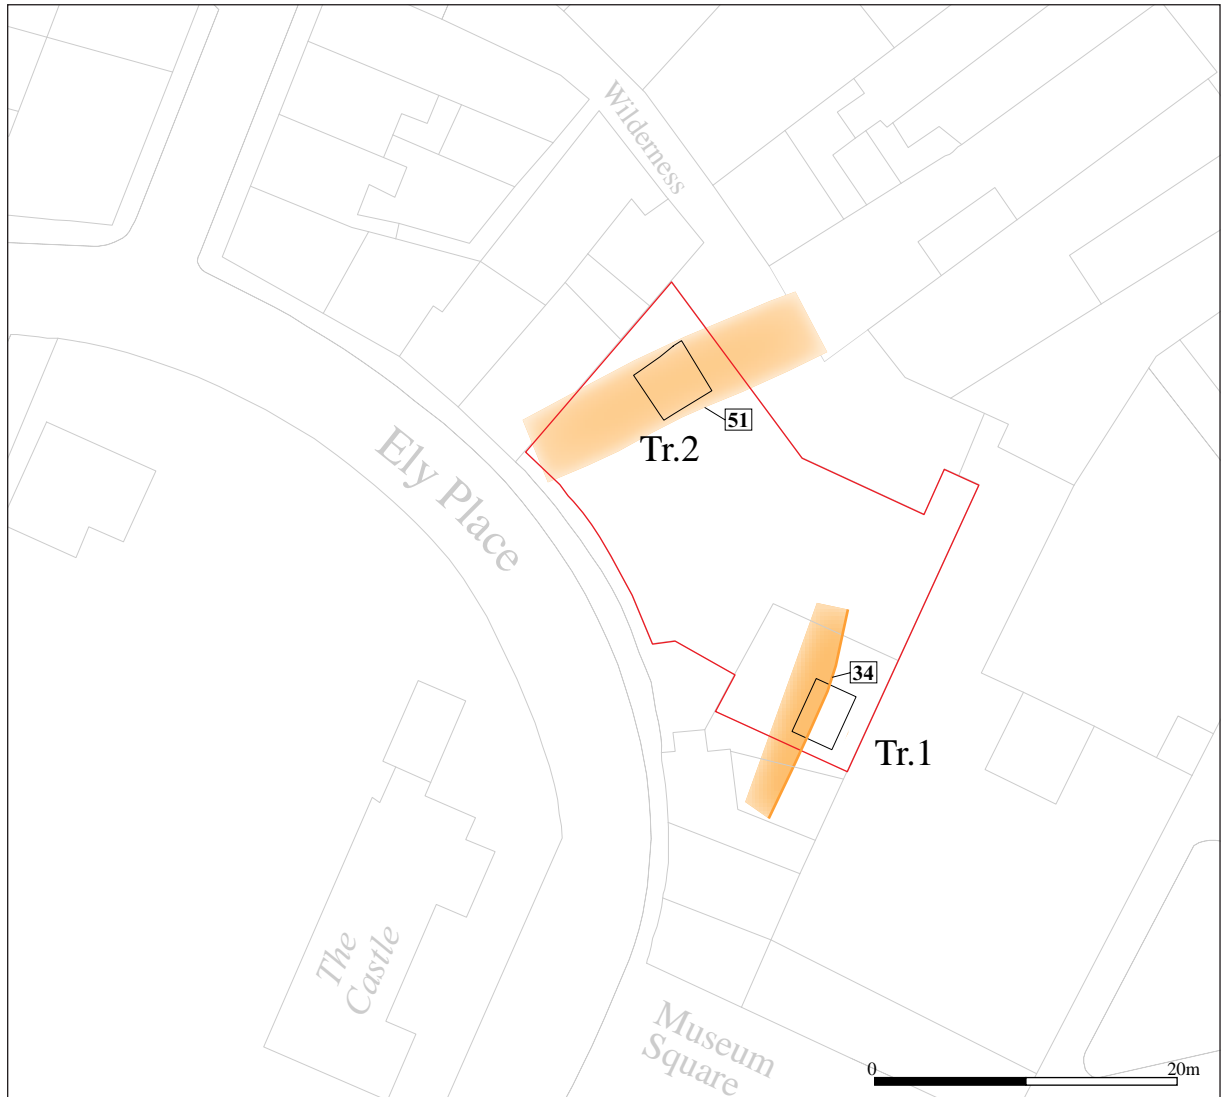 Wilderness
51
Tr.2
Ely Place
34
Tr.1
The
Castle
Museum
Square
0 20m